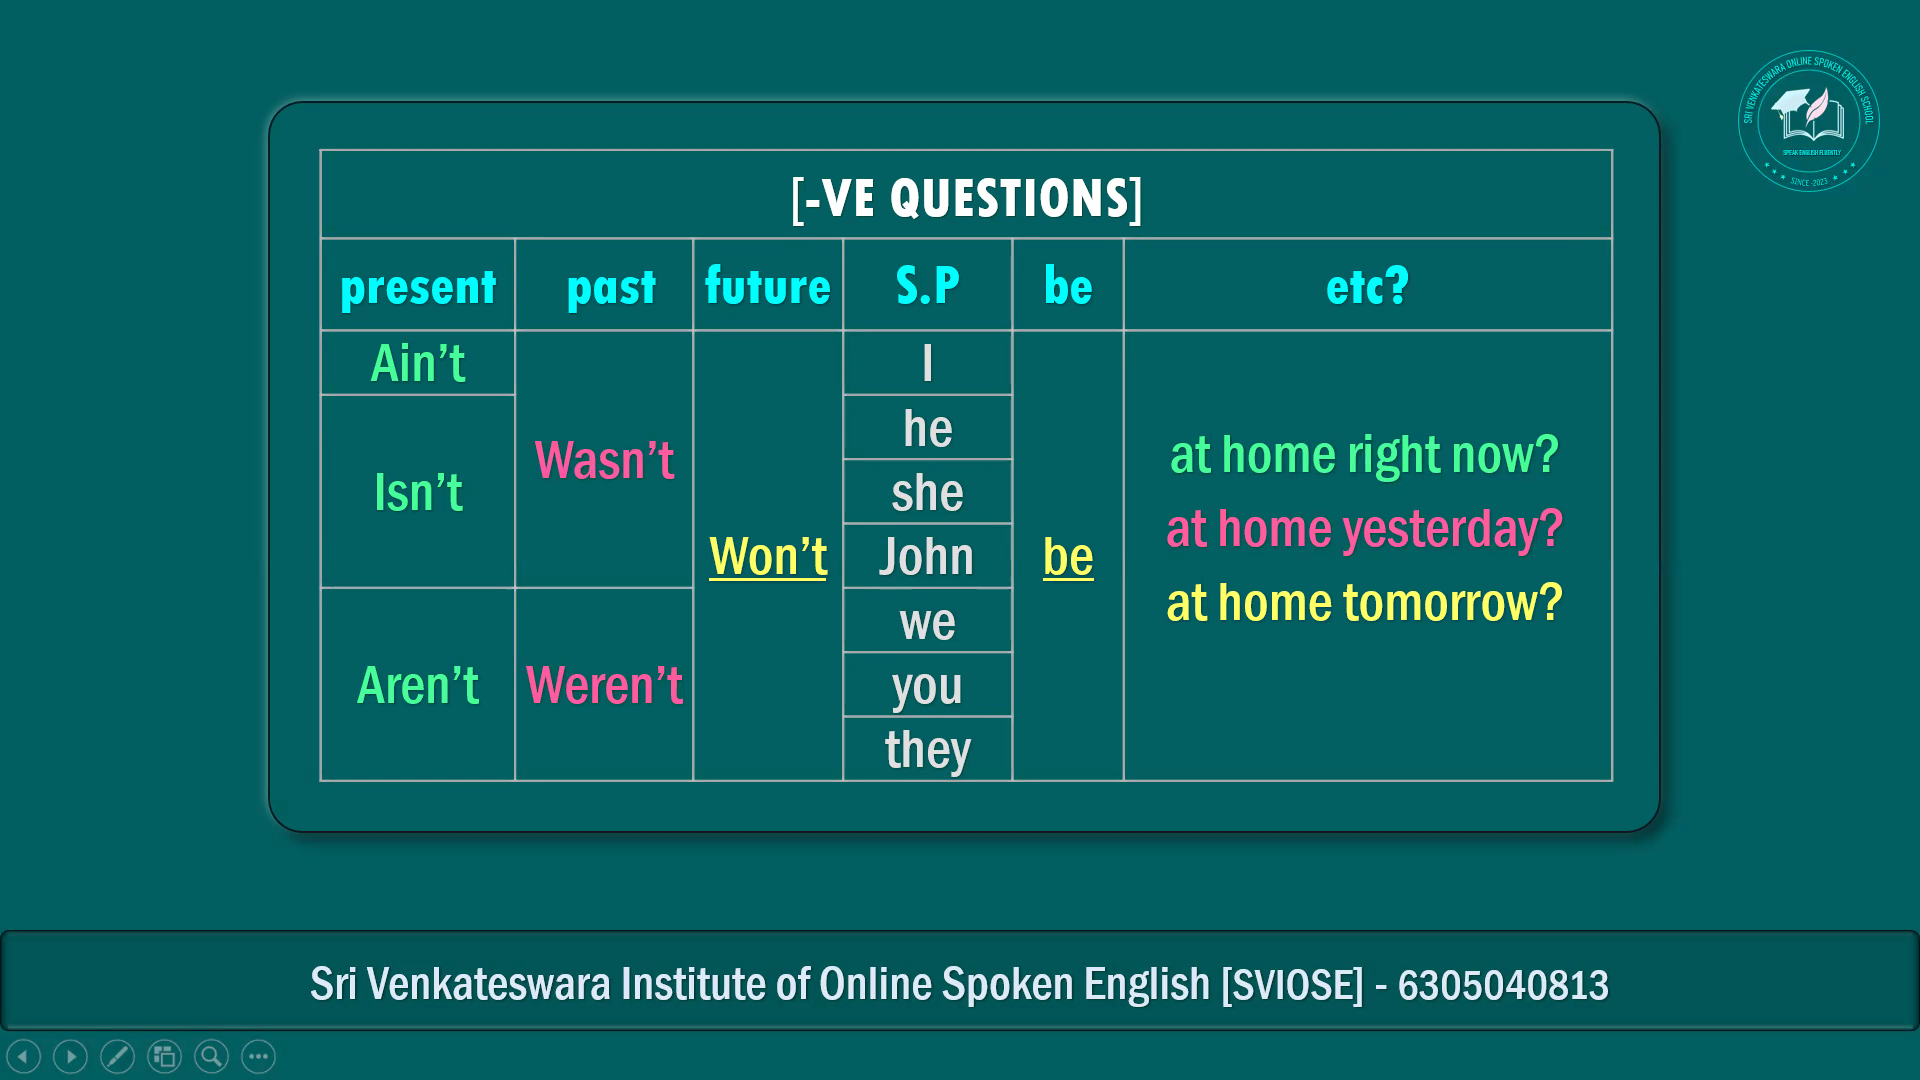 SRI VENKATESWARA ONLINE SPOKEN ENGLISH SCHOOL
SPEAK ENGLISH FLUENTLY
SINCE -2023
[-VE QUESTIONS]
present past future S.P be etc?
Ain’t
I
he
Wasn’t
at home right now?
Isn’t
she
at home yesterday?
Won’t
John
be
at home tomorrow?
we
Aren’t
Weren’t
you
they
Sri Venkateswara Institute of Online Spoken English [SVIOSE] - 6305040813